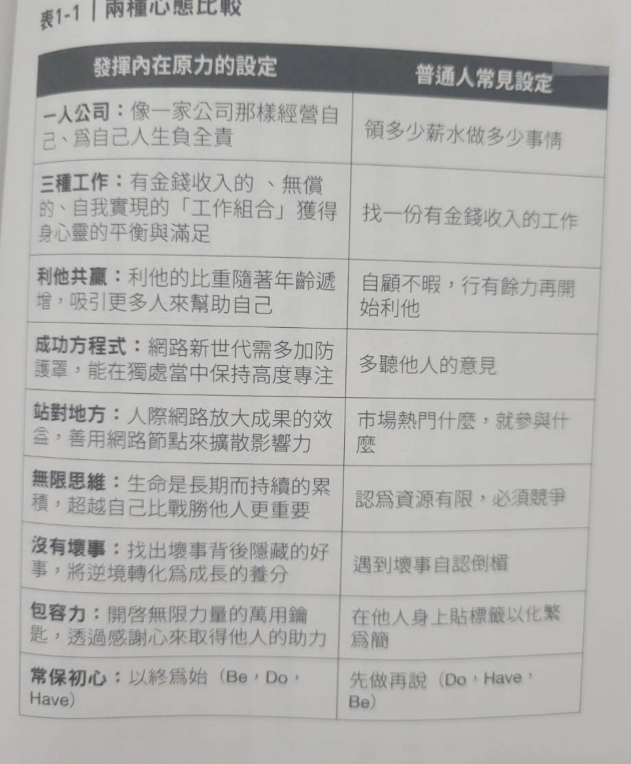 表1-1｜兩種心態比較
發揮內在原力的設定
普通人常見設定
一人公司：像一家公司那樣經營自
己、為自己人生負全責
領多少薪水做多少事情
三種工作：有金錢收入的、無償
的、自我實現的「工作組合」獲得
身心靈的平衡與滿足
找一份有金錢收入的工作
利他共贏：利他的比重隨著年齡遞
增，吸引更多人來幫助自己
自顧不暇，行有餘力再開
始利他
成功方程式：網路新世代需多加防
護罩，能在獨處當中保持高度專注
多聽他人的意見
站對地方：人際網路放大成果的效
益，善用網路節點來擴散影響力
市場熱門什麼，就參與什
麼
無限思維：生命是長期而持續的累
積，超越自己比戰勝他人更重要
認為資源有限，必須競爭
沒有壞事：找出壞事背後隱藏的好
事，將逆境轉化為成長的養分
遇到壞事自認倒楣
包容力：開啓無限力量的萬用鑰
匙，透過感謝心來取得他人的助力
在他人身上貼標籤以化繁
為簡
常保初心：以終為始（Be，Do，
Have）
先做再說（Do，Have，
Be）